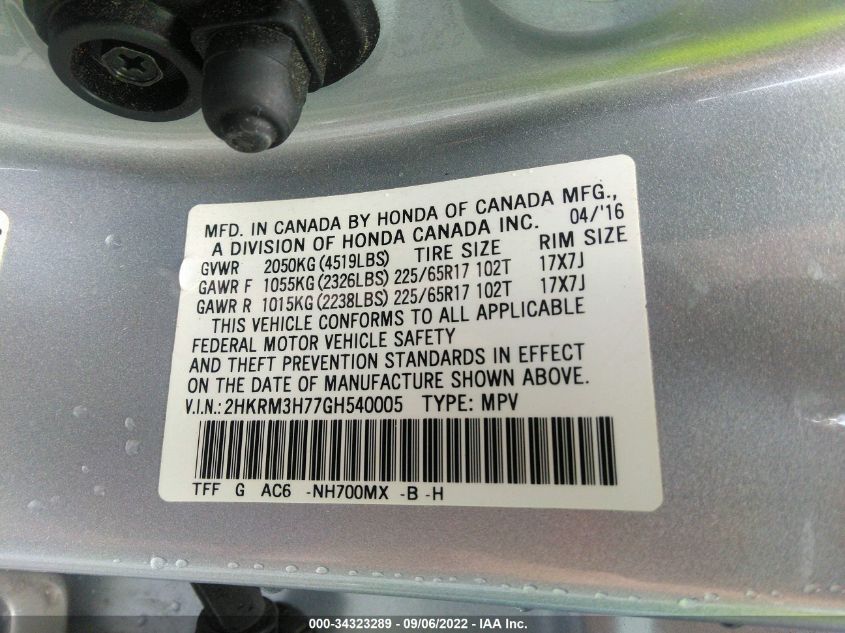 MFD. IN CANADA BY HONDA OF CANADA MFG.,
A DIVISION OF HONDA CANADA INC. 04/'16
GVWR 2050KG (4519LBS) TIRE SIZE RIM SIZE
GAWR F 1055KG (2326LBS) 225/65R17 102T 17X7J
GAWR R 1015KG (2238LBS) 225/65R17 102T 17X7J
THIS VEHICLE CONFORMS TO ALL APPLICABLE
FEDERAL MOTOR VEHICLE SAFETY
AND THEFT PREVENTION STANDARDS IN EFFECT
ON THE DATE OF MANUFACTURE SHOWN ABOVE.
V.I.N.: 2HKRM3H77GH540005 TYPE: MPV
TFF G AC6 -NH700MX -B -H
000-34323289 - 09/06/2022 - IAA Inc.